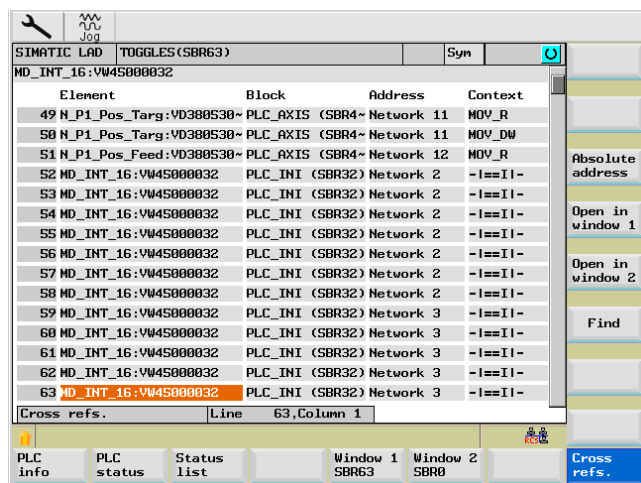 Jog
SIMATIC LAD TOGGLES(SBR63) Sym
MD_INT_16:VW45000032
Element Block Address Context
49 N_P1_Pos_Targ:VD380530~ PLC_AXIS (SBR4~ Network 11 MOV_R
50 N_P1_Pos_Targ:VD380530~ PLC_AXIS (SBR4~ Network 11 MOV_DW
51 N_P1_Pos_Feed:VD380530~ PLC_AXIS (SBR4~ Network 12 MOV_R
52 MD_INT_16:VW45000032 PLC_INI (SBR32) Network 2 -|==I|-
53 MD_INT_16:VW45000032 PLC_INI (SBR32) Network 2 -|==I|-
54 MD_INT_16:VW45000032 PLC_INI (SBR32) Network 2 -|==I|-
55 MD_INT_16:VW45000032 PLC_INI (SBR32) Network 2 -|==I|-
56 MD_INT_16:VW45000032 PLC_INI (SBR32) Network 2 -|==I|-
57 MD_INT_16:VW45000032 PLC_INI (SBR32) Network 2 -|==I|-
58 MD_INT_16:VW45000032 PLC_INI (SBR32) Network 2 -|==I|-
59 MD_INT_16:VW45000032 PLC_INI (SBR32) Network 3 -|==I|-
60 MD_INT_16:VW45000032 PLC_INI (SBR32) Network 3 -|==I|-
61 MD_INT_16:VW45000032 PLC_INI (SBR32) Network 3 -|==I|-
62 MD_INT_16:VW45000032 PLC_INI (SBR32) Network 3 -|==I|-
63 MD_INT_16:VW45000032 PLC_INI (SBR32) Network 3 -|==I|-
Cross refs. Line 63,Column 1
Absolute
address
Open in
window 1
Open in
window 2
Find
RCS
PLC
info
PLC
status
Status
list
Window 1
SBR63
Window 2
SBR0
Cross
refs.